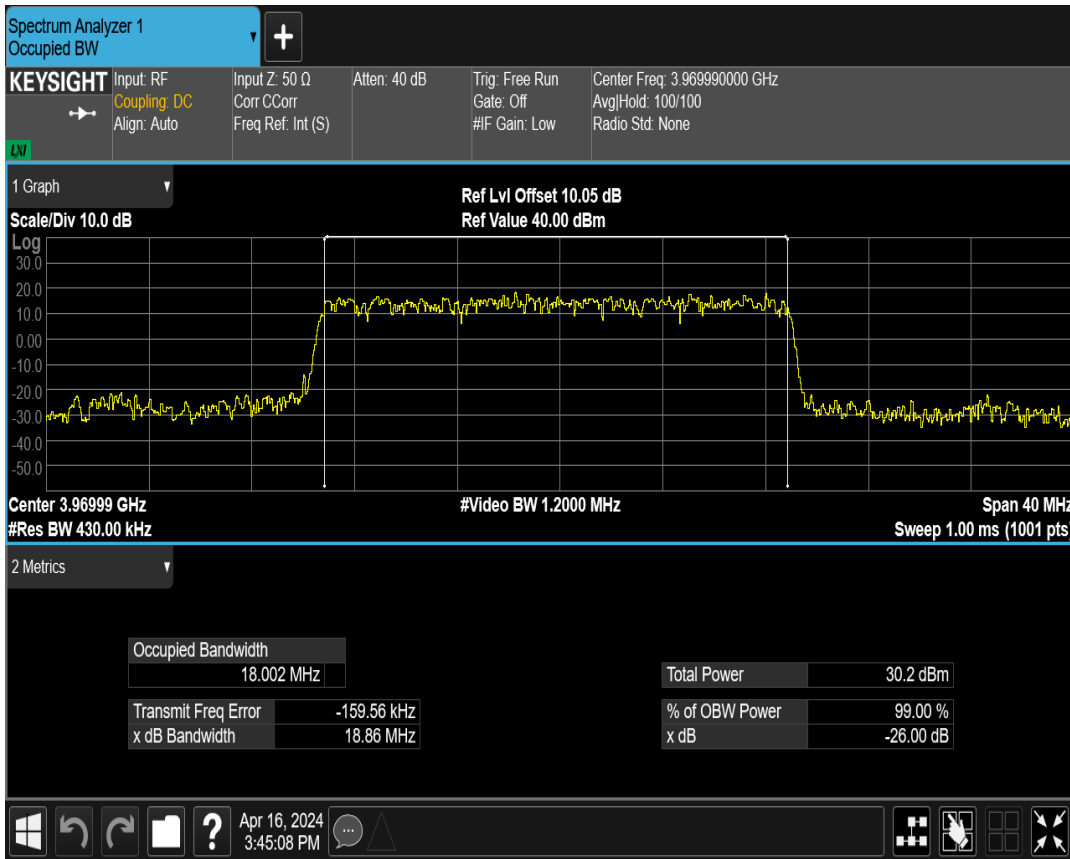 Spectrum Analyzer 1
Occupied BW
+
KEYSIGHT
LXI
Input: RF
Coupling: DC
Align: Auto
Input Z: 50 Ω
Corr CCorr
Freq Ref: Int (S)
Atten: 40 dB
Trig: Free Run
Gate: Off
#IF Gain: Low
Center Freq: 3.969990000 GHz
Avg|Hold: 100/100
Radio Std: None
1 Graph
Ref Lvl Offset 10.05 dB
Scale/Div 10.0 dB
Ref Value 40.00 dBm
Log
30.0
20.0
10.0
0.00
-10.0
-20.0
-30.0
-40.0
-50.0
Center 3.96999 GHz
#Video BW 1.2000 MHz
Span 40 MHz
#Res BW 430.00 kHz
Sweep 1.00 ms (1001 pts)
2 Metrics
Occupied Bandwidth
18.002 MHz
Total Power 30.2 dBm
Transmit Freq Error -159.56 kHz
% of OBW Power 99.00 %
x dB Bandwidth 18.86 MHz
x dB -26.00 dB
?
Apr 16, 2024
3:45:08 PM